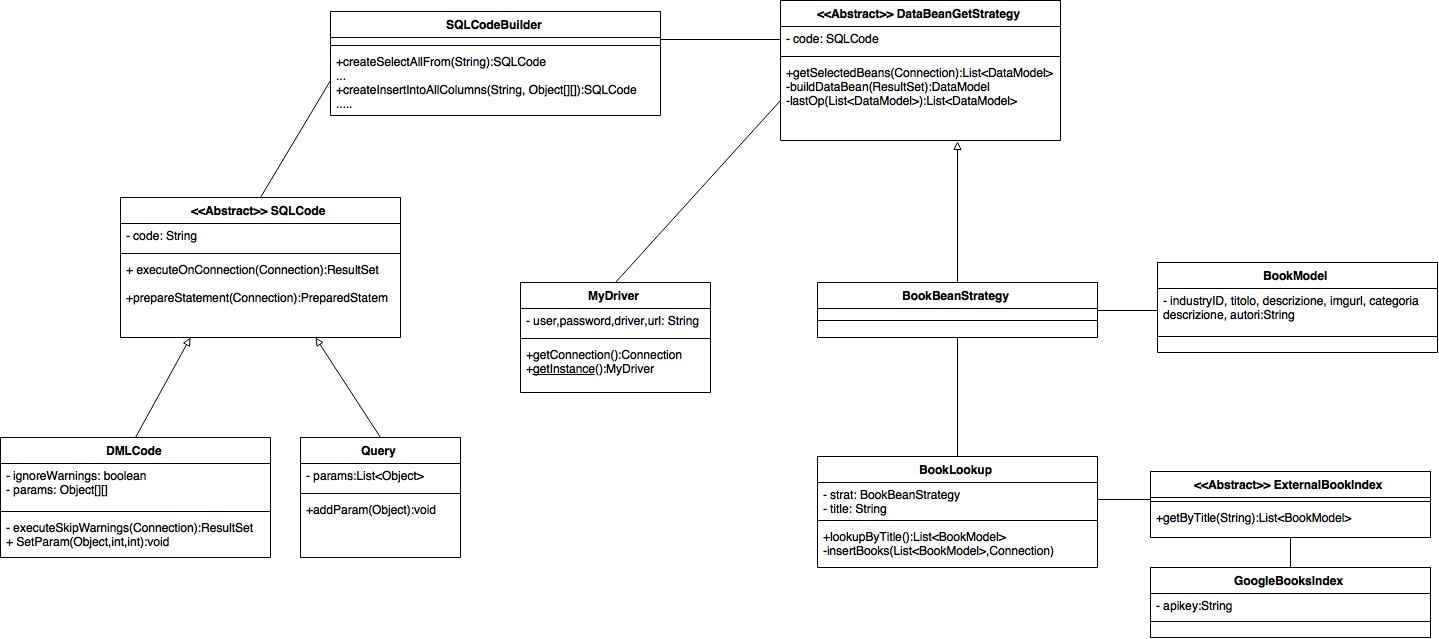 SQLCodeBuilder
+createSelectAllFrom(String):SQLCode
...
+createInsertIntoAllColumns(String, Object[][]):SQLCode
.....
<<Abstract>> DataBeanGetStrategy
- code: SQLCode
+getSelectedBeans(Connection):List<DataModel>
-buildDataBean(ResultSet):DataModel
-lastOp(List<DataModel>):List<DataModel>
<<Abstract>> SQLCode
- code: String
+ executeOnConnection(Connection):ResultSet
+prepareStatement(Connection):PreparedStatem
MyDriver
- user,password,driver,url: String
+getConnection():Connection
+getInstance():MyDriver
BookBeanStrategy
BookModel
- industryID, titolo, descrizione, imgurl, categoria
descrizione, autori:String
DMLCode
- ignoreWarnings: boolean
- params: Object[][]
- executeSkipWarnings(Connection):ResultSet
+ SetParam(Object,int,int):void
Query
- params:List<Object>
+addParam(Object):void
BookLookup
- strat: BookBeanStrategy
- title: String
+lookupByTitle():List<BookModel>
-insertBooks(List<BookModel>,Connection)
<<Abstract>> ExternalBookIndex
+getByTitle(String):List<BookModel>
GoogleBooksIndex
- apikey:String